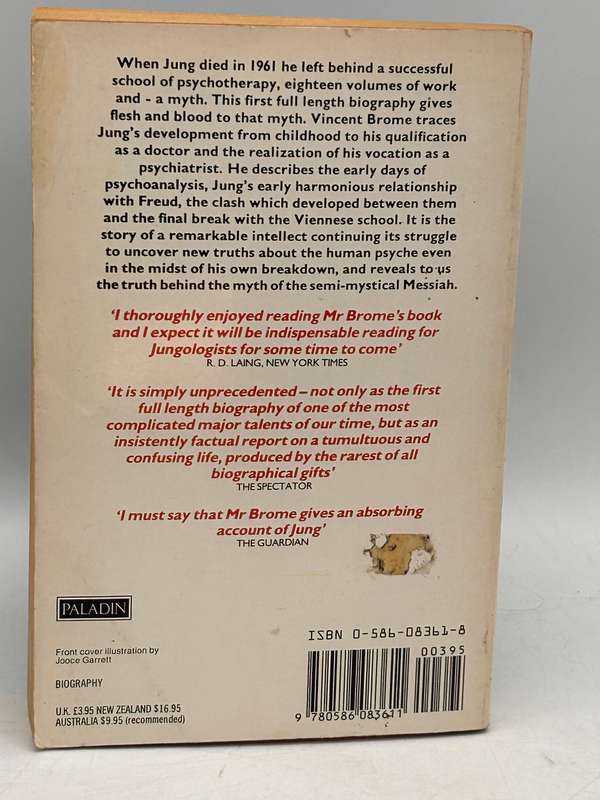 When Jung died in 1961 he left behind a successful
school of psychotherapy, eighteen volumes of work
and - a myth. This first full length biography gives
flesh and blood to that myth. Vincent Brome traces
Jung's development from childhood to his qualification
as a doctor and the realization of his vocation as a
psychiatrist. He describes the early days of
psychoanalysis, Jung's early harmonious relationship
with Freud, the clash which developed between them
and the final break with the Viennese school. It is the
story of a remarkable intellect continuing its struggle
to uncover new truths about the human psyche even
in the midst of his own breakdown, and reveals to us
the truth behind the myth of the semi-mystical Messiah.
'I thoroughly enjoyed reading Mr Brome's book
and I expect it will be indispensable reading for
Jungologists for some time to come'
R. D. LAING, NEW YORK TIMES
'It is simply unprecedented – not only as the first
full length biography of one of the most
complicated major talents of our time, but as an
insistently factual report on a tumultuous and
confusing life, produced by the rarest of all
biographical gifts'
THE SPECTATOR
'I must say that Mr Brome gives an absorbing
account of Jung'
THE GUARDIAN
PALADIN
Front cover illustration by
Jooce Garrett
BIOGRAPHY
U.K. £3.95 NEW ZEALAND $16.95
AUSTRALIA $9.95 (recommended)
ISBN 0-586-08361-8
00395
9 780586 083611